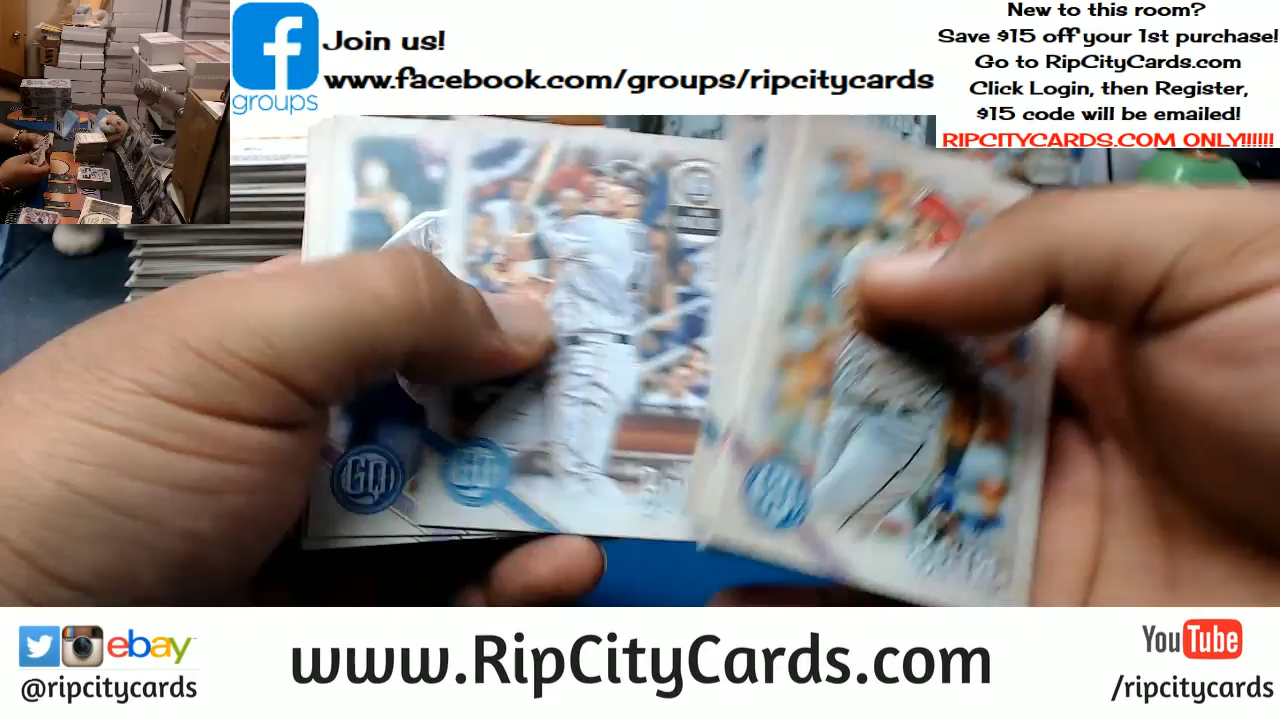 Join us!
www.facebook.com/groups/ripcitycards
groups
New to this room?
Save $15 off your 1st purchase!
Go to RipCityCards.com
Click Login, then Register,
$15 code will be emailed!
RIPCITYCARDS.COM ONLY!!!!!!
GQ
GQ
ebay
@ripcitycards
www.RipCityCards.com
YouTube
/ripcitycards